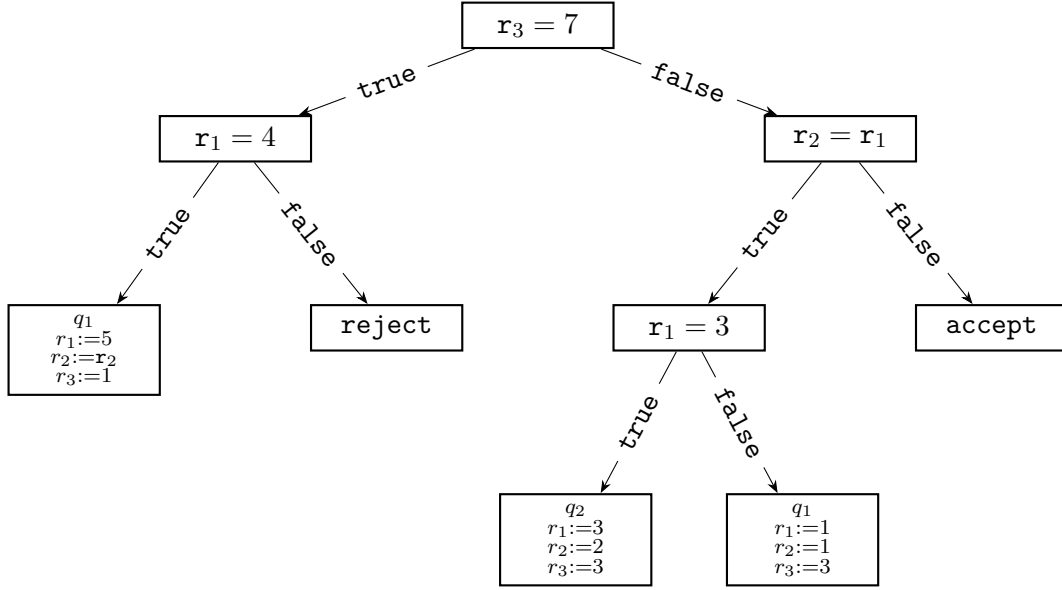 r₃ = 7
true
false
r₁ = 4
r₂ = r₁
true
false
true
false
q₁
r₁:=5
r₂:=r₂
r₃:=1
reject
r₁ = 3
accept
true
false
q₂
r₁:=3
r₂:=2
r₃:=3
q₁
r₁:=1
r₂:=1
r₃:=3